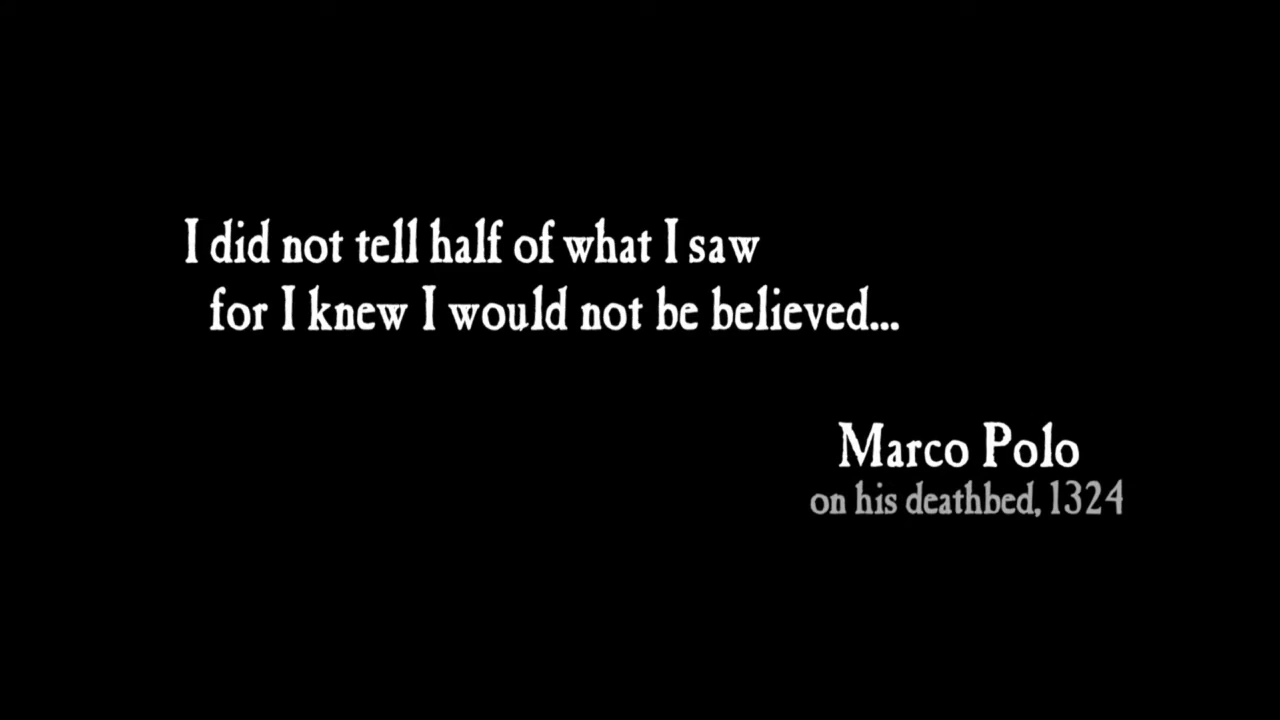 I did not tell half of what I saw
for I knew I would not be believed...
Marco Polo
on his deathbed, 1324